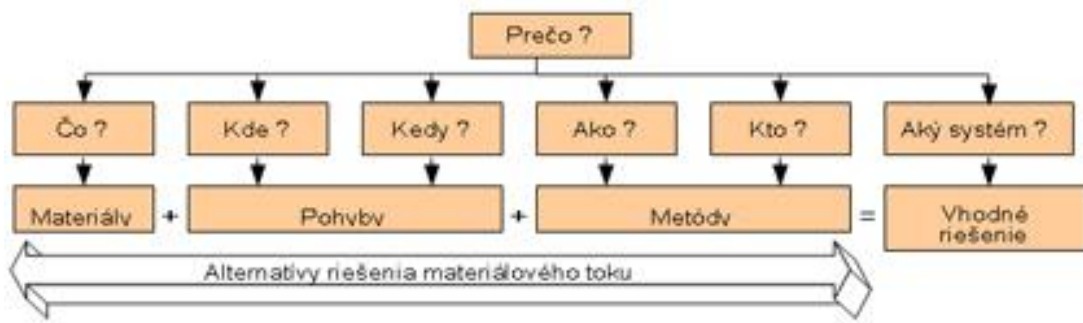 Prečo ?
Čo ?
Kde ?
Kedy ?
Ako ?
Kto ?
Aký systém ?
Materiály
+
Pohyby
+
Metódy
=
Vhodné
riešenie
Alternatívy riešenia materiálového toku